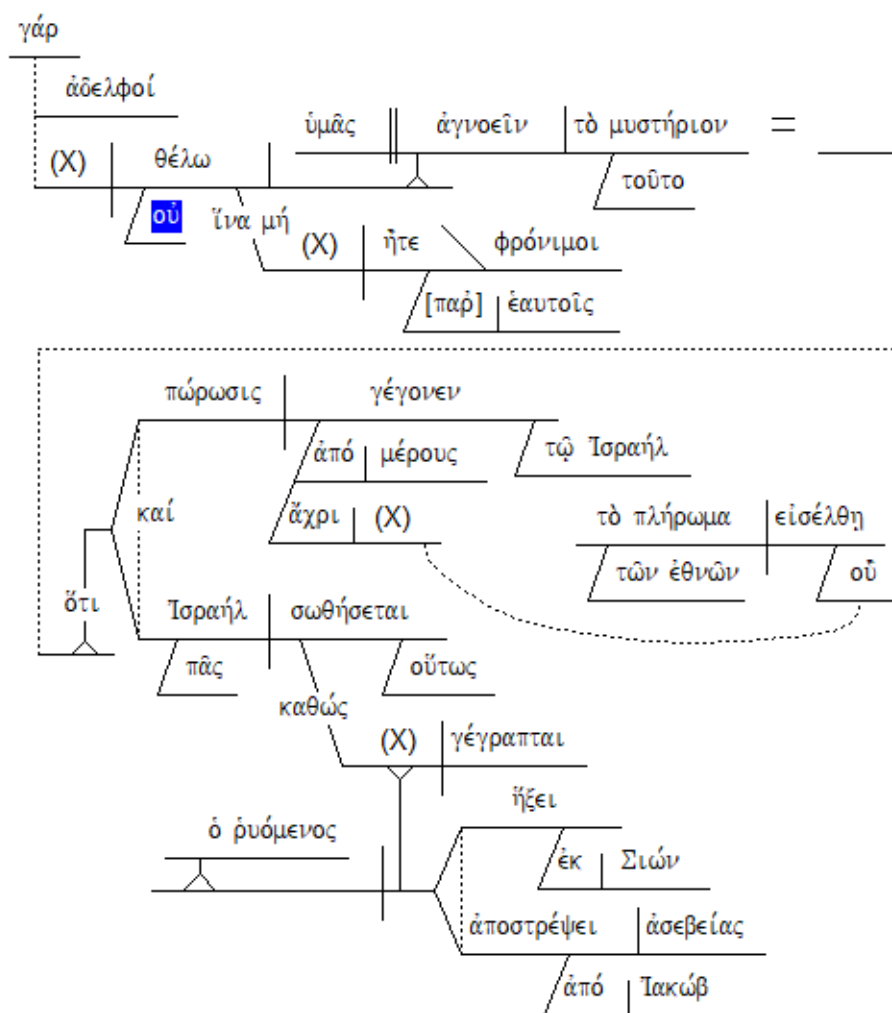 γάρ
ἀδελφοί
ὑμᾶς ἀγνοεῖν τὸ μυστήριον =
(X) θέλω
τοῦτο
οὐ ἵνα μή
(X) ἦτε φρόνιμοι
[παῤ] ἑαυτοῖς
πώρωσις γέγονεν
ἀπό μέρους τῷ Ἰσραήλ
καί ἄχρι (X) τὸ πλήρωμα εἰσέλθῃ
τῶν ἐθνῶν οὗ
ὅτι Ἰσραήλ σωθήσεται
πᾶς οὕτως
καθώς
(X) γέγραπται
ἥξει
ὁ ῥυόμενος
ἐκ Σιών
ἀποστρέψει ἀσεβείας
ἀπό Ἰακώβ